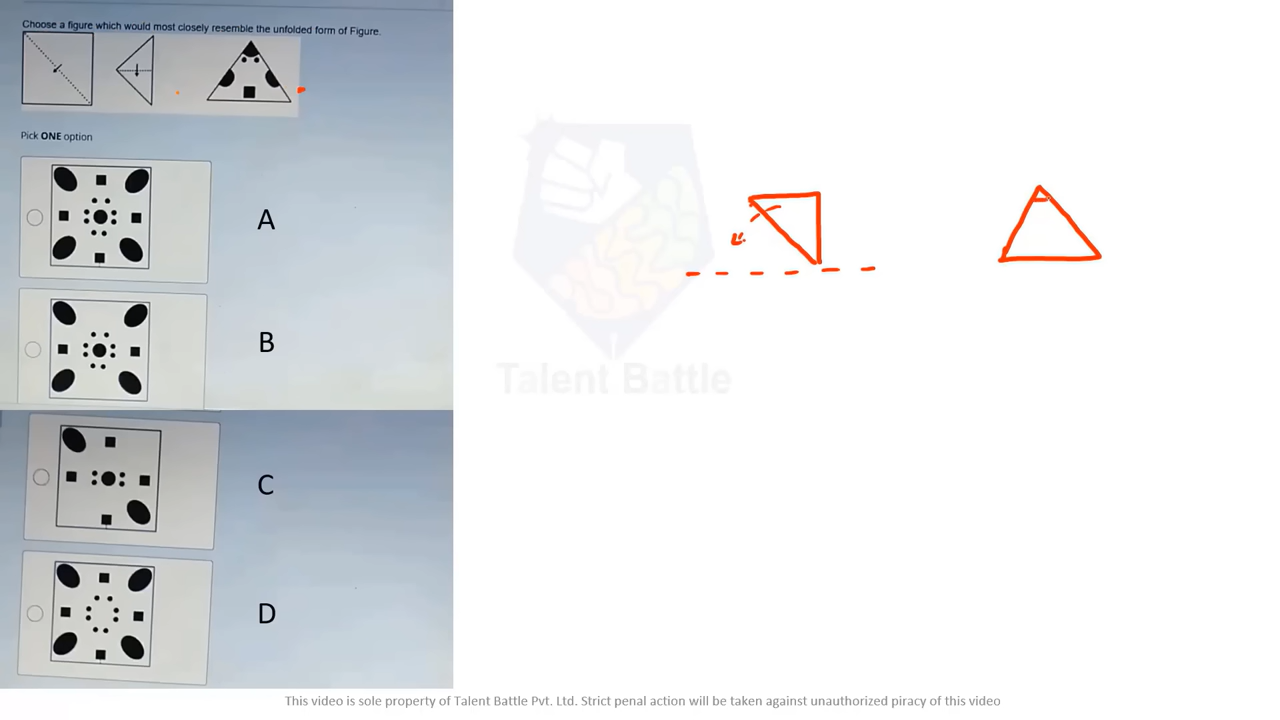 Choose a figure which would most closely resemble the unfolded form of Figure.
Pick ONE option
A
B
C
D
Talent Battle
This video is sole property of Talent Battle Pvt. Ltd. Strict penal action will be taken against unauthorized piracy of this video